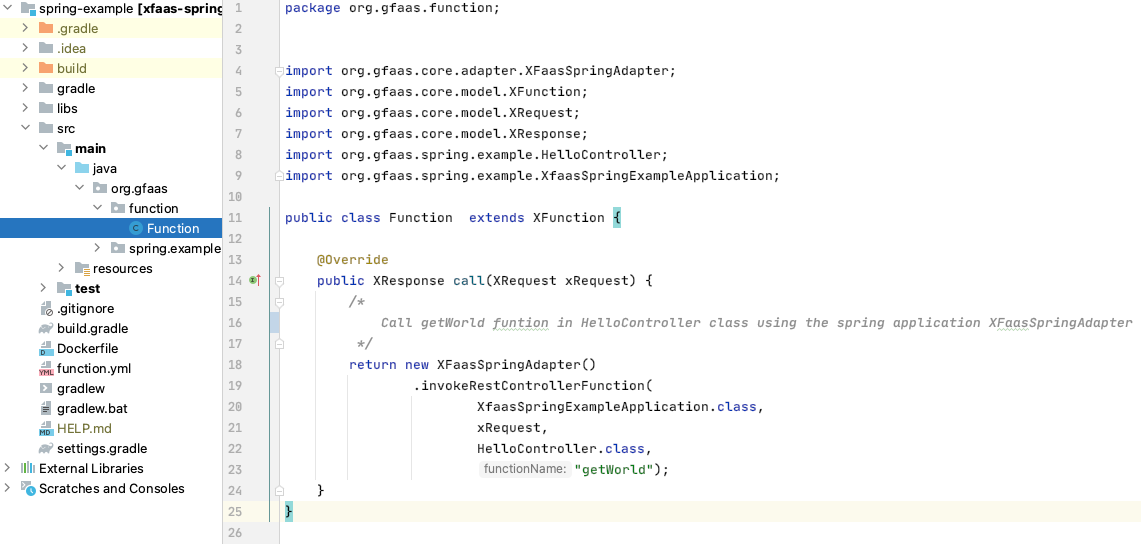 spring-example [xfaas-spring
.gradle
.idea
build
gradle
libs
src
main
java
org.gfaas
function
Function
spring.example
resources
test
.gitignore
build.gradle
Dockerfile
function.yml
gradlew
gradlew.bat
HELP.md
settings.gradle
External Libraries
Scratches and Consoles
1 package org.gfaas.function;
2
3
4 import org.gfaas.core.adapter.XFaasSpringAdapter;
5 import org.gfaas.core.model.XFunction;
6 import org.gfaas.core.model.XRequest;
7 import org.gfaas.core.model.XResponse;
8 import org.gfaas.spring.example.HelloController;
9 import org.gfaas.spring.example.XfaasSpringExampleApplication;
10
11 public class Function  extends XFunction {
12
13     @Override
14     public XResponse call(XRequest xRequest) {
15         /*
16             Call getWorld funtion in HelloController class using the spring application XFaasSpringAdapter
17          */
18         return new XFaasSpringAdapter()
19                 .invokeRestControllerFunction(
20                         XfaasSpringExampleApplication.class,
21                         xRequest,
22                         HelloController.class,
23                         functionName: "getWorld");
24     }
25 }
26